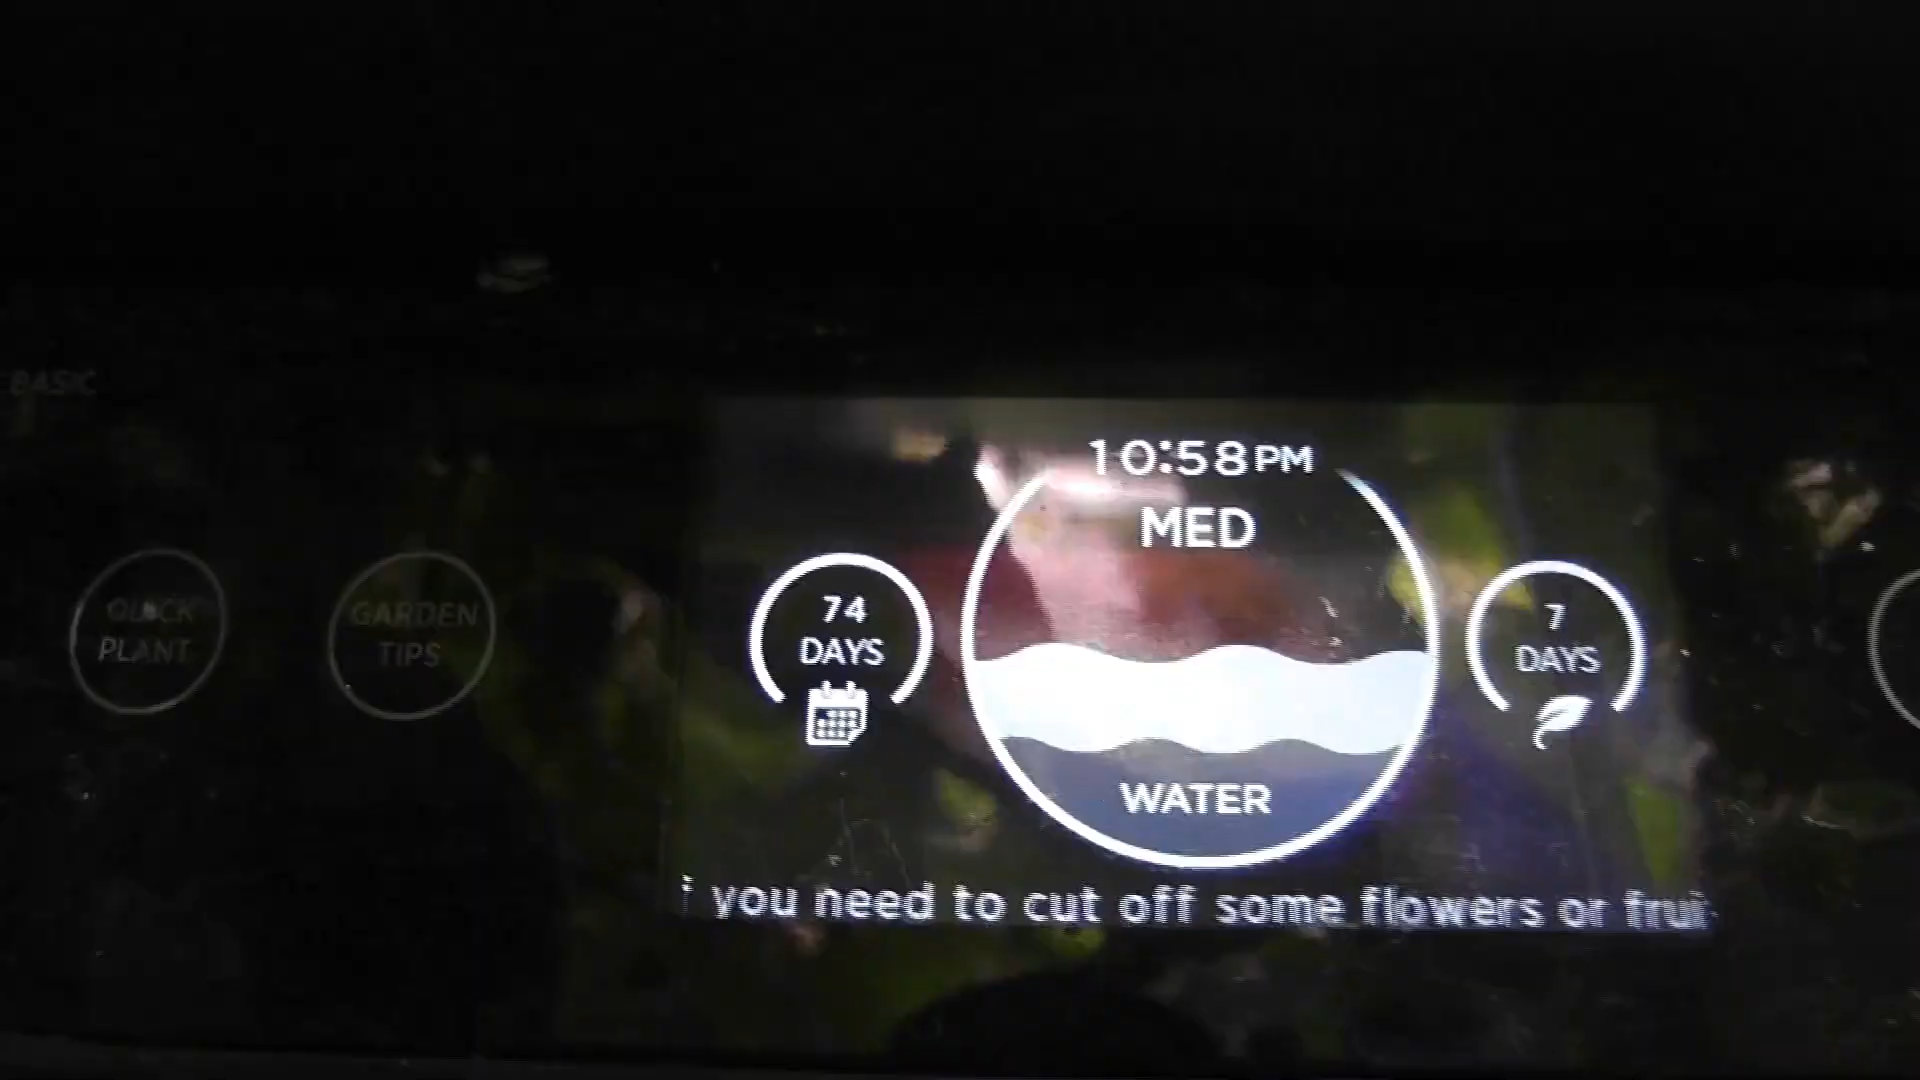 BASIC
10:58PM
MED
QUICK
PLANT
GARDEN
TIPS
74
DAYS
7
DAYS
WATER
you need to cut off some flowers or